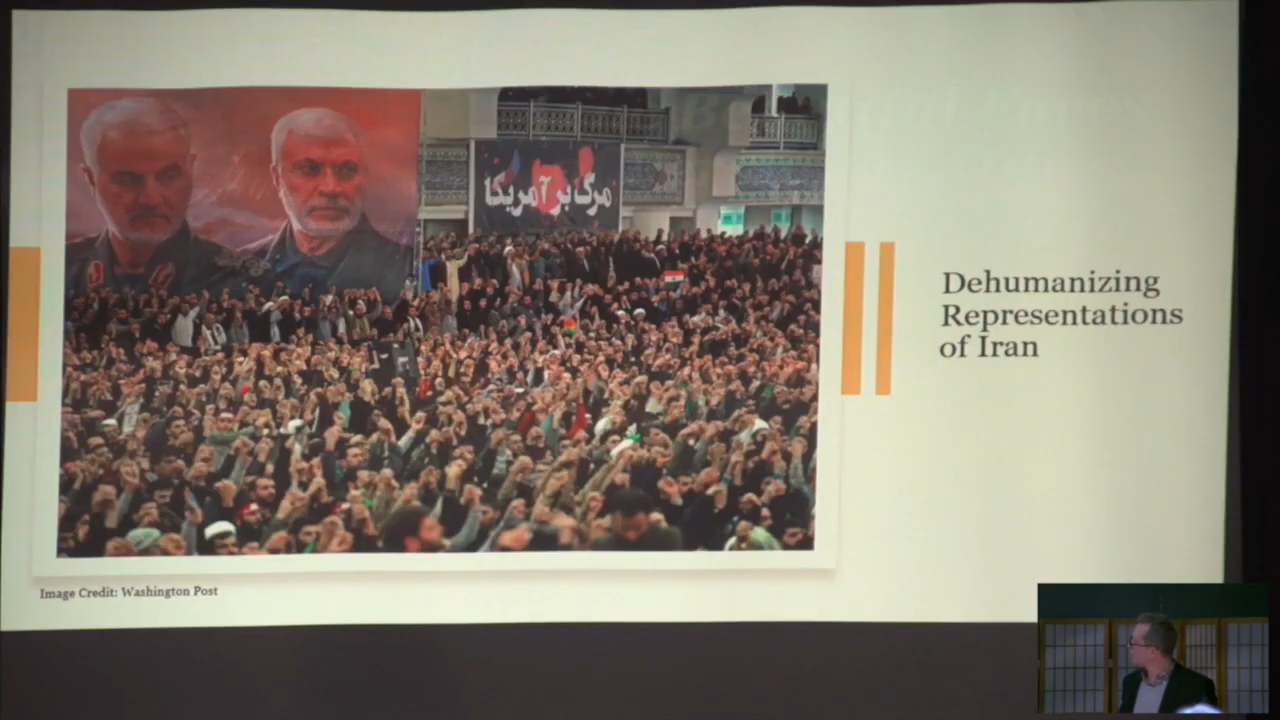 مرگ بر آمریکا
Dehumanizing
Representations
of Iran
Image Credit: Washington Post